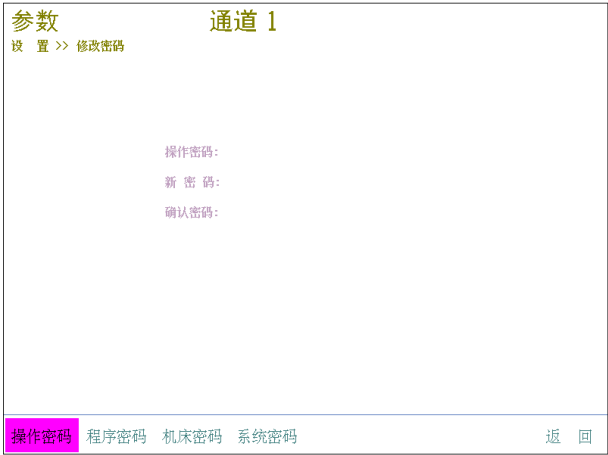 参数 通道 1
设 置 >> 修改密码
操作密码:
新 密 码:
确认密码:
操作密码 程序密码 机床密码 系统密码 返 回